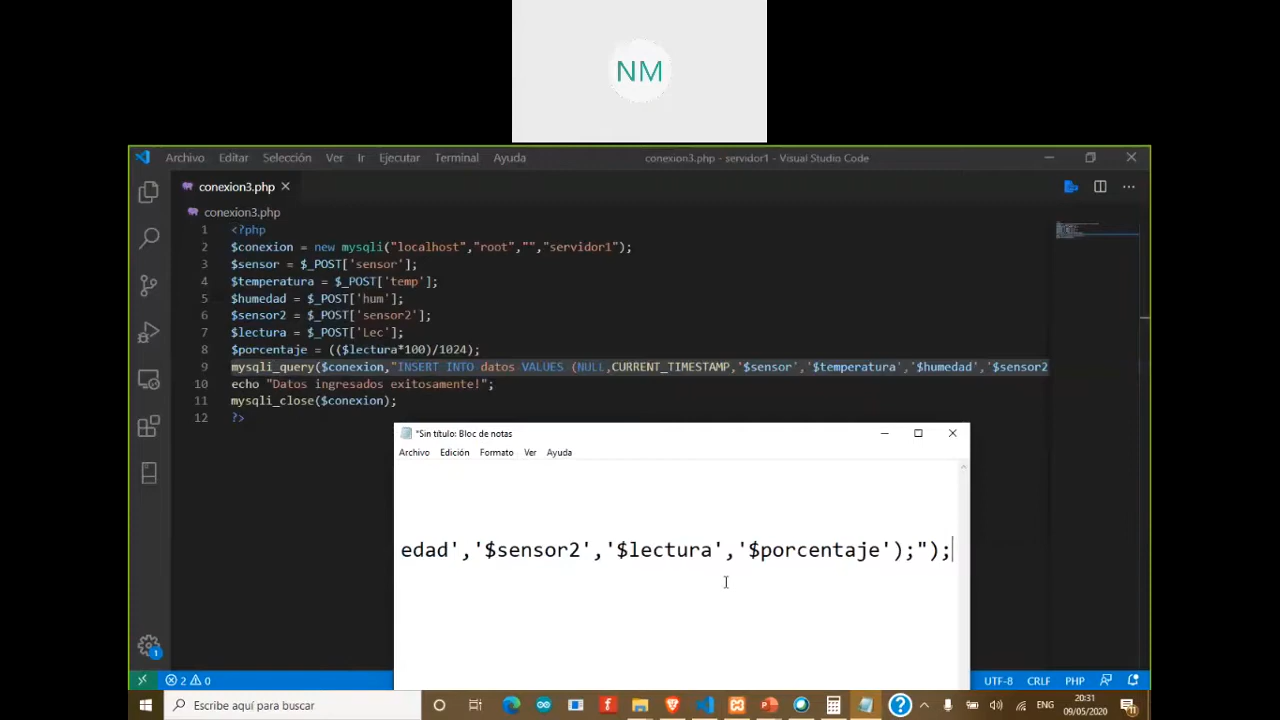 NM
Archivo Editar Selección Ver Ir Ejecutar Terminal Ayuda conexion3.php - servidor1 - Visual Studio Code
conexion3.php
conexion3.php
1 <?php
2 $conexion = new mysqli("localhost","root","","servidor1");
3 $sensor = $_POST['sensor'];
4 $temperatura = $_POST['temp'];
5 $humedad = $_POST['hum'];
6 $sensor2 = $_POST['sensor2'];
7 $lectura = $_POST['Lec'];
8 $porcentaje = (($lectura*100)/1024);
9 mysqli_query($conexion,"INSERT INTO datos VALUES (NULL,CURRENT_TIMESTAMP,'$sensor','$temperatura','$humedad','$sensor2
10 echo "Datos ingresados exitosamente!";
11 mysqli_close($conexion);
12 ?>
*Sin título: Bloc de notas
Archivo Edición Formato Ver Ayuda
edad','$sensor2','$lectura','$porcentaje');");
1
2 0 UTF-8 CRLF PHP
Escribe aquí para buscar ENG 20:31
09/05/2020
11